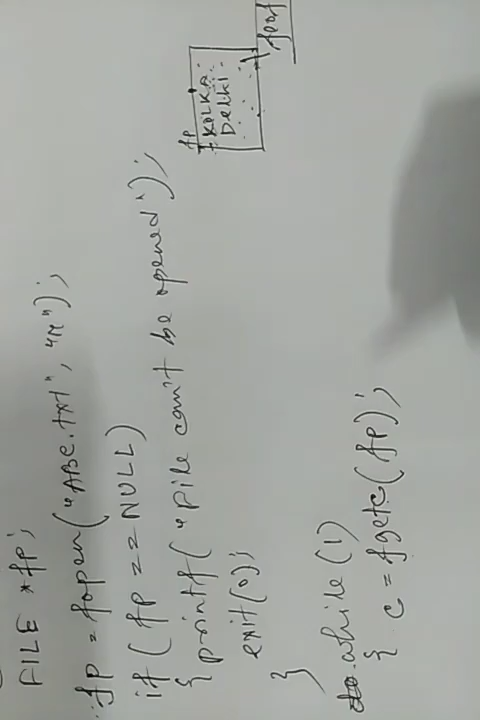 FILE *fp;
fp = fopen("ABC.txt", "r");
if (fp == NULL)
{ printf("File can't be opened");
exit(0);
}
while(1)
{ c = fgetc(fp);
fp
KOLKA
Delhi
feof